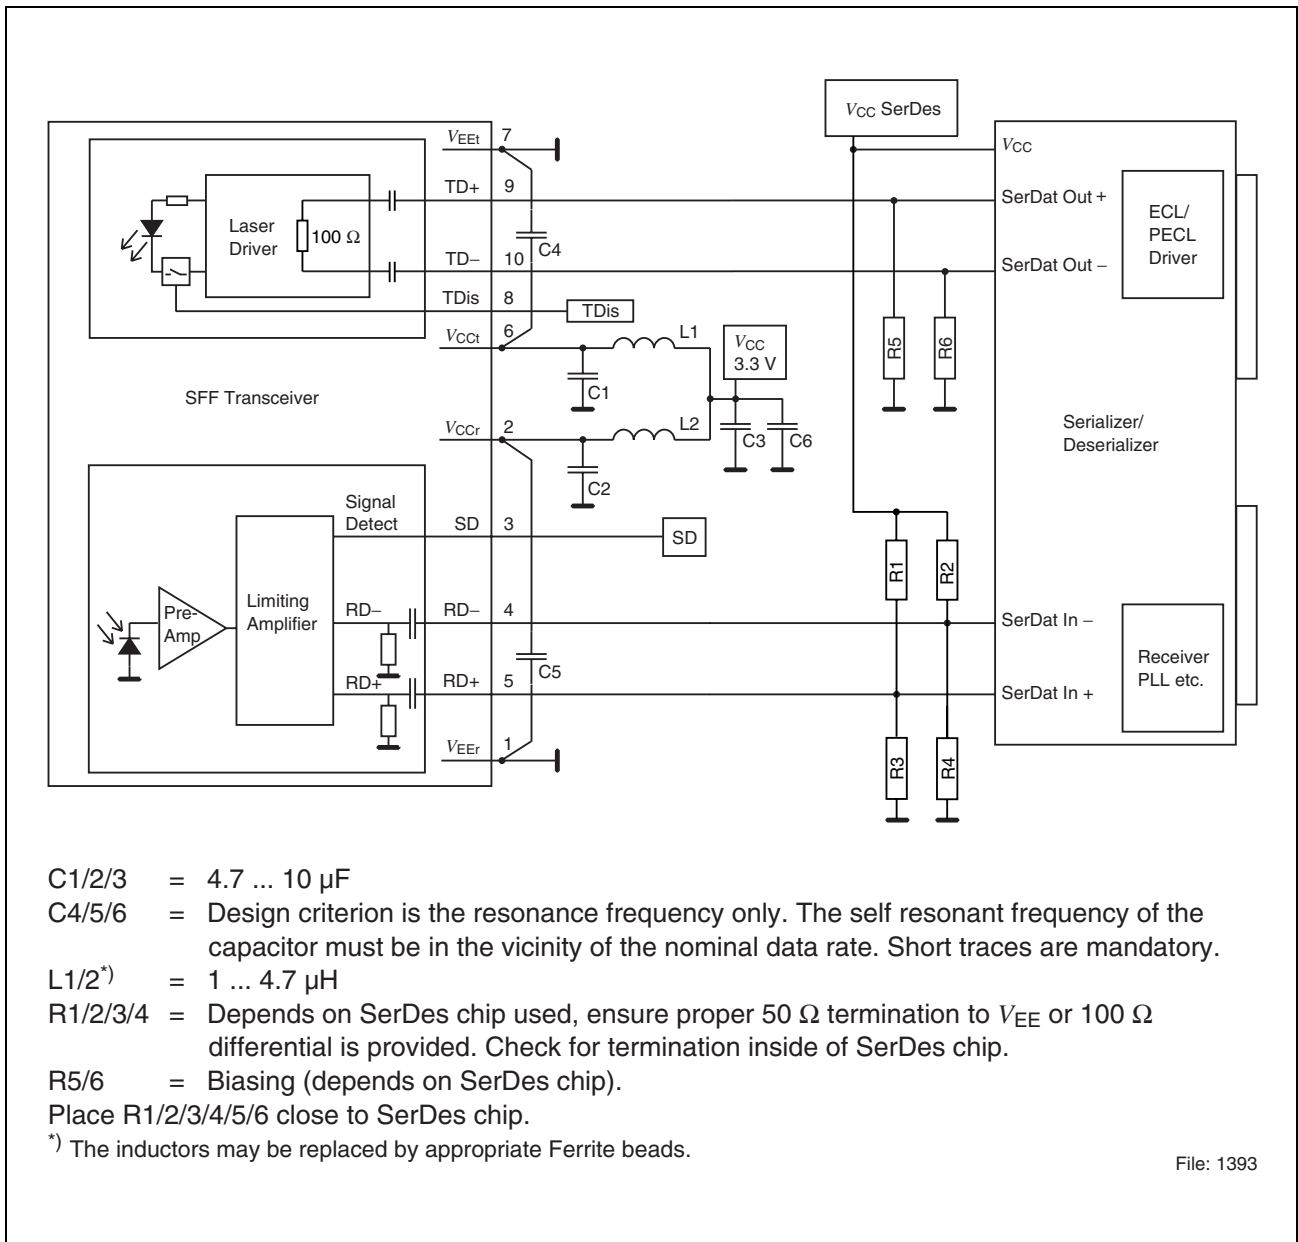 V_CC SerDes
V_EEt 7
V_CC
TD+ 9
SerDat Out +
Laser
Driver
100 Ω
C4
ECL/
PECL
Driver
TD− 10
SerDat Out −
TDis 8
TDis
V_CCt 6
L1
V_CC
3.3 V
R5
R6
C1
SFF Transceiver
V_CCr 2
L2
C3
C6
Serializer/
Deserializer
C2
Signal
Detect
SD 3
SD
R1
R2
Pre-
Amp
Limiting
Amplifier
RD−
RD− 4
SerDat In −
C5
Receiver
PLL etc.
RD+
RD+ 5
SerDat In +
V_EEr 1
R3
R4
C1/2/3 = 4.7 ... 10 µF
C4/5/6 = Design criterion is the resonance frequency only. The self resonant frequency of the
capacitor must be in the vicinity of the nominal data rate. Short traces are mandatory.
L1/2*) = 1 ... 4.7 µH
R1/2/3/4 = Depends on SerDes chip used, ensure proper 50 Ω termination to V_EE or 100 Ω
differential is provided. Check for termination inside of SerDes chip.
R5/6 = Biasing (depends on SerDes chip).
Place R1/2/3/4/5/6 close to SerDes chip.
*) The inductors may be replaced by appropriate Ferrite beads.
File: 1393